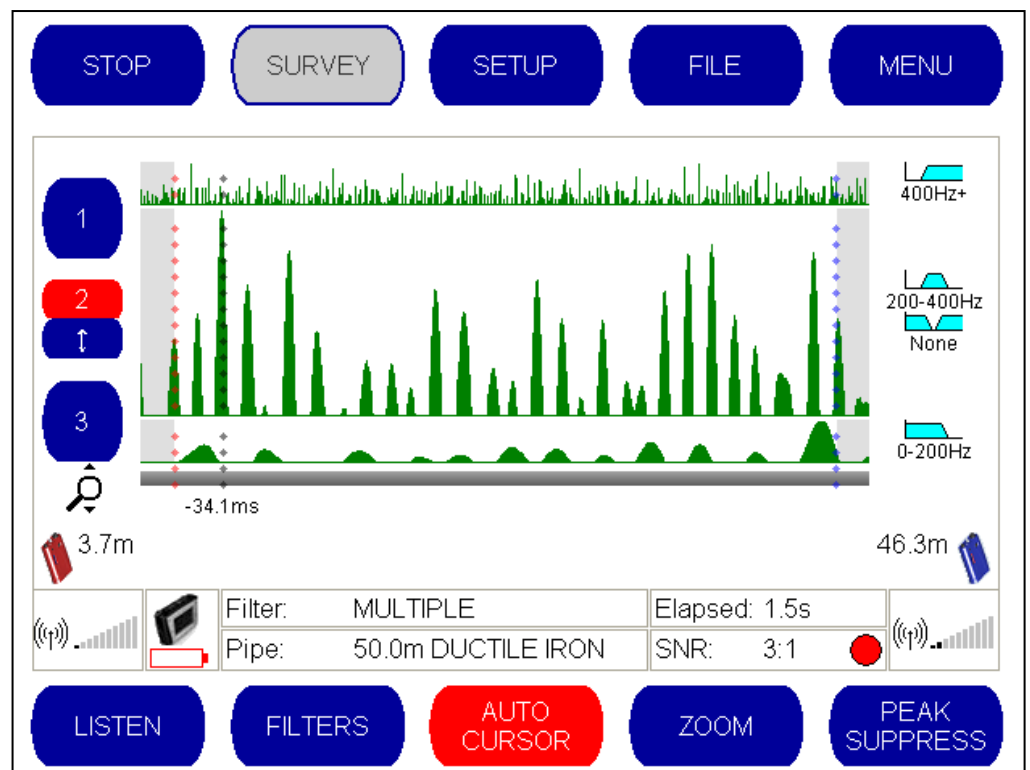 STOP
SURVEY
SETUP
FILE
MENU
1
400Hz+
2
200-400Hz
None
3
0-200Hz
-34.1ms
3.7m
46.3m
Filter: MULTIPLE
Elapsed: 1.5s
Pipe: 50.0m DUCTILE IRON
SNR: 3:1
LISTEN
FILTERS
AUTO
CURSOR
ZOOM
PEAK
SUPPRESS